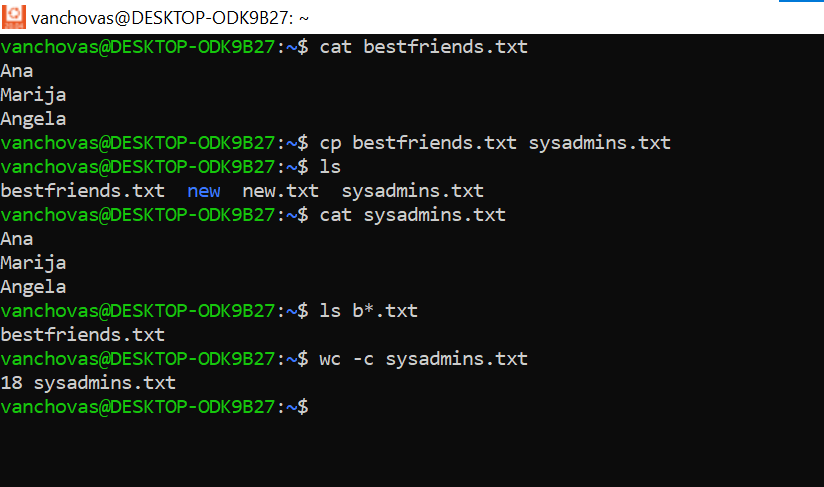 vanchovas@DESKTOP-ODK9B27: ~
vanchovas@DESKTOP-ODK9B27:~$ cat bestfriends.txt
Ana
Marija
Angela
vanchovas@DESKTOP-ODK9B27:~$ cp bestfriends.txt sysadmins.txt
vanchovas@DESKTOP-ODK9B27:~$ ls
bestfriends.txt  new  new.txt  sysadmins.txt
vanchovas@DESKTOP-ODK9B27:~$ cat sysadmins.txt
Ana
Marija
Angela
vanchovas@DESKTOP-ODK9B27:~$ ls b*.txt
bestfriends.txt
vanchovas@DESKTOP-ODK9B27:~$ wc -c sysadmins.txt
18 sysadmins.txt
vanchovas@DESKTOP-ODK9B27:~$